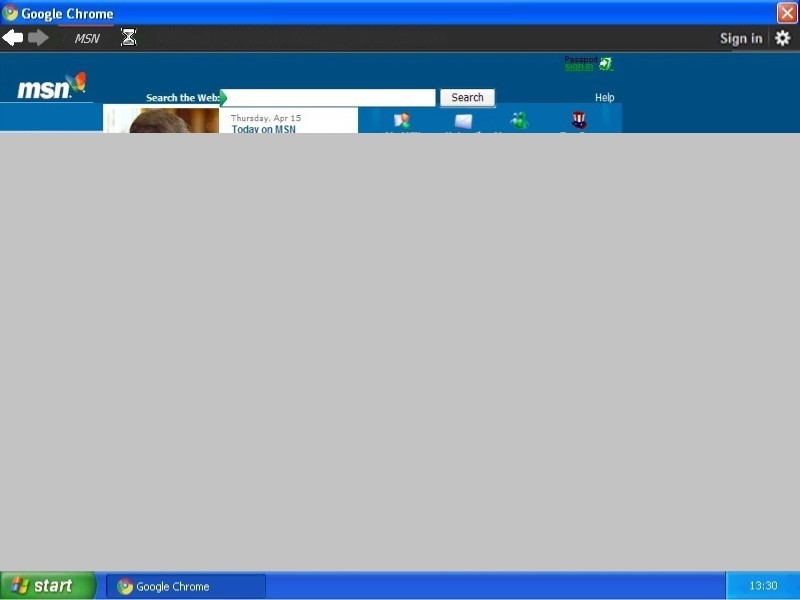 Google Chrome
MSN
Sign in
Passport
sign-in
msn
Search the Web:
Search
Help
Thursday, Apr 15
Today on MSN
start
Google Chrome
13:30